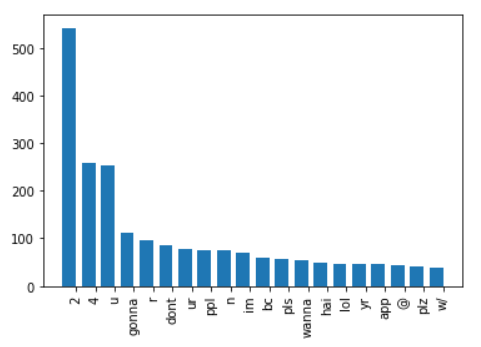 500
400
300
200
100
0
2
4
u
gonna
r
dont
ur
ppl
n
im
bc
pls
wanna
hai
lol
yr
app
@
plz
w/